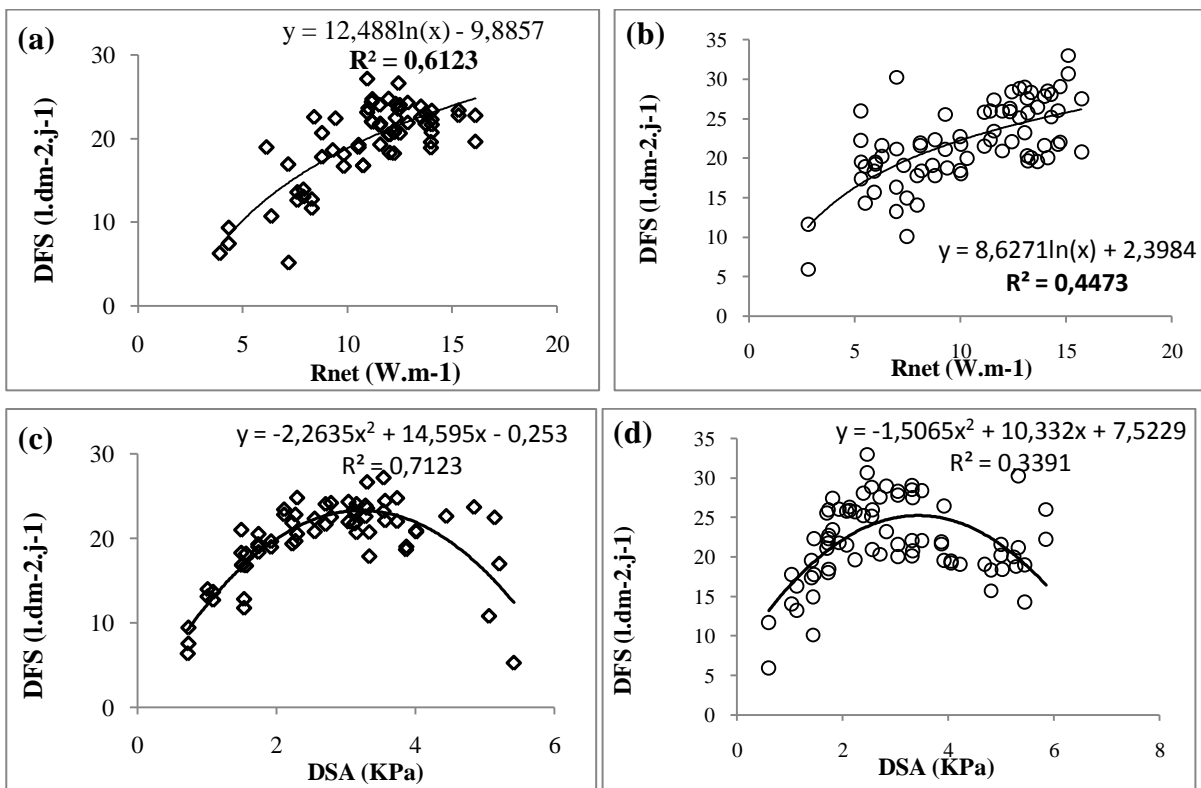 (a)
y = 12,488ln(x) - 9,8857
R² = 0,6123
30
20
10
0
DFS (l.dm-2.j-1)
0 5 10 15 20
Rnet (W.m-1)
(b)
35
30
25
20
15
10
5
0
DFS (l.dm-2.j-1)
y = 8,6271ln(x) + 2,3984
R² = 0,4473
0 5 10 15 20
Rnet (W.m-1)
(c)
y = -2,2635x² + 14,595x - 0,253
R² = 0,7123
30
20
10
0
DFS (l.dm-2.j-1)
0 2 4 6
DSA (KPa)
(d)
y = -1,5065x² + 10,332x + 7,5229
R² = 0,3391
35
30
25
20
15
10
5
0
DFS (l.dm-2.j-1)
0 2 4 6 8
DSA (KPa)